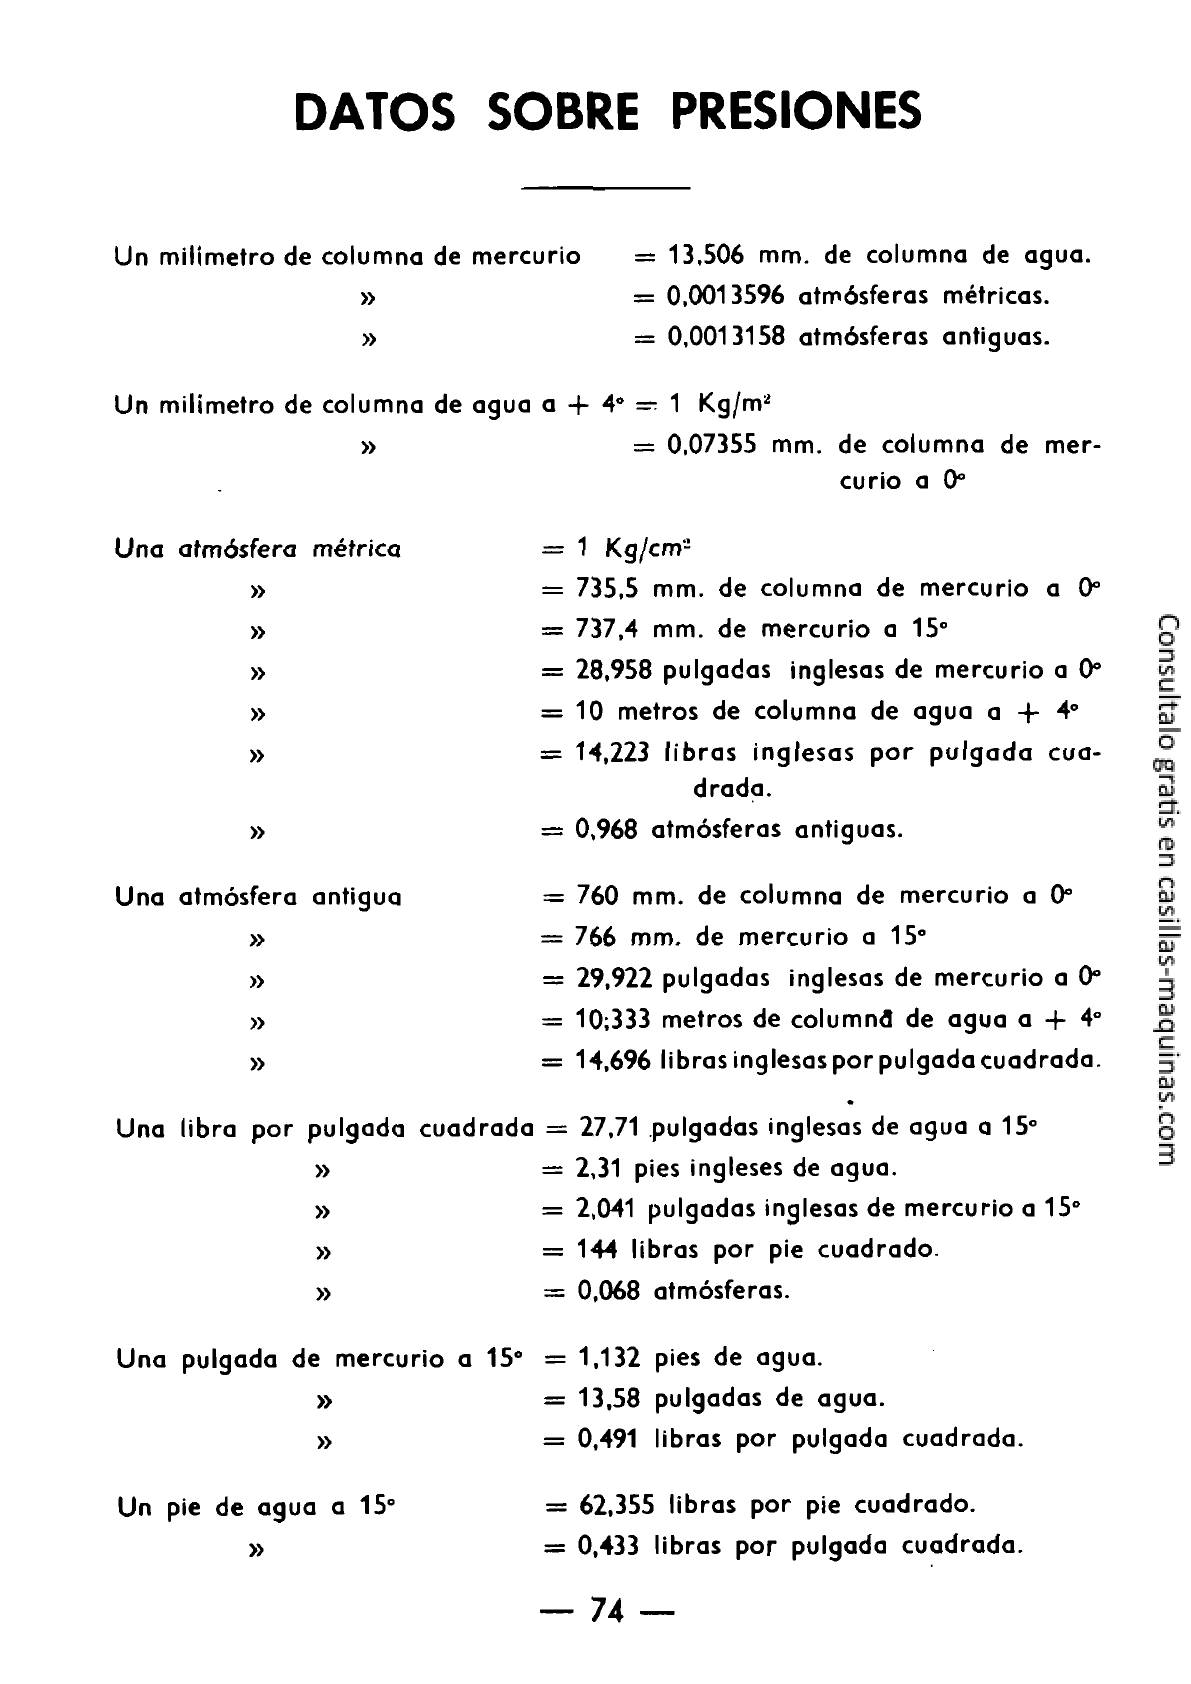 DATOS SOBRE PRESIONES
Un milímetro de columna de mercurio = 13,506 mm. de columna de agua.
» = 0,0013596 atmósferas métricas.
» = 0,0013158 atmósferas antiguas.
Un milímetro de columna de agua a + 4° = 1 Kg/m²
» = 0,07355 mm. de columna de mer-
curio a 0°
Una atmósfera métrica = 1 Kg/cm²
» = 735,5 mm. de columna de mercurio a 0°
» = 737,4 mm. de mercurio a 15°
» = 28,958 pulgadas inglesas de mercurio a 0°
» = 10 metros de columna de agua a + 4°
» = 14,223 libras inglesas por pulgada cua-
drada.
» = 0,968 atmósferas antiguas.
Una atmósfera antigua = 760 mm. de columna de mercurio a 0°
» = 766 mm. de mercurio a 15°
» = 29,922 pulgadas inglesas de mercurio a 0°
» = 10;333 metros de columna de agua a + 4°
» = 14,696 libras inglesas por pulgada cuadrada.
Una libra por pulgada cuadrada = 27,71 pulgadas inglesas de agua a 15°
» = 2,31 pies ingleses de agua.
» = 2,041 pulgadas inglesas de mercurio a 15°
» = 144 libras por pie cuadrado.
» = 0,068 atmósferas.
Una pulgada de mercurio a 15° = 1,132 pies de agua.
» = 13,58 pulgadas de agua.
» = 0,491 libras por pulgada cuadrada.
Un pie de agua a 15° = 62,355 libras por pie cuadrado.
» = 0,433 libras por pulgada cuadrada.
— 74 —
Consultalo gratis en casillas-maquinas.com